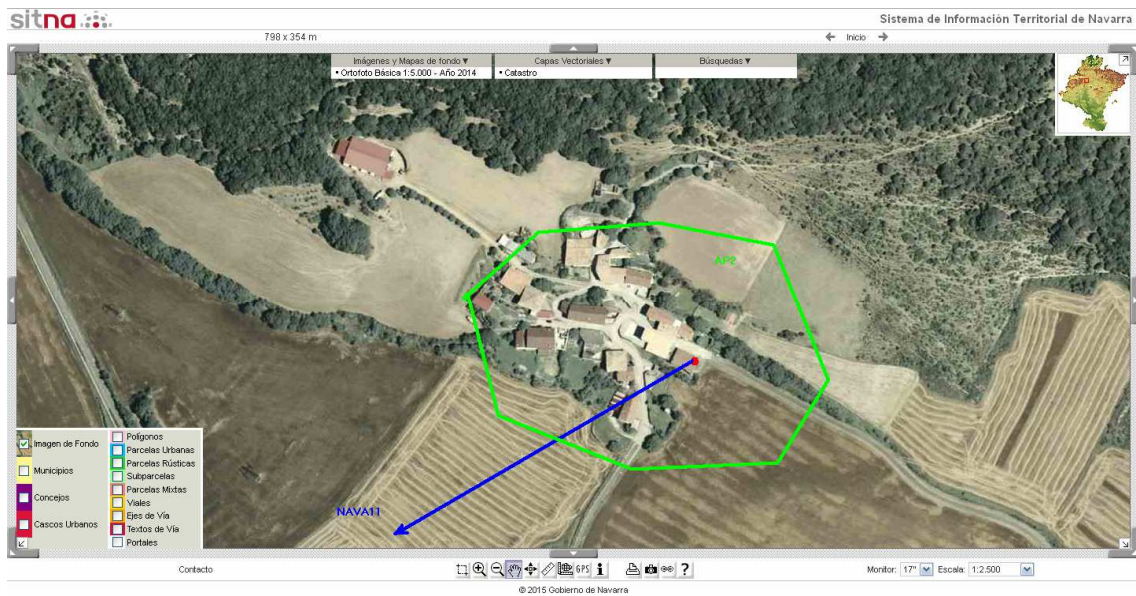 sitna
Sistema de Información Territorial de Navarra
798 x 354 m
Inicio
Imágenes y Mapas de fondo ▼
Capas Vectoriales ▼
Búsquedas ▼
• Ortofoto Básica 1:5.000 - Año 2014
• Catastro
AP2
NAVA11
Imagen de Fondo
Municipios
Concejos
Cascos Urbanos
Polígonos
Parcelas Urbanas
Parcelas Rústicas
Subparcelas
Parcelas Mixtas
Viales
Ejes de Vía
Textos de Vía
Portales
Contacto
GPS
Monitor: 17"
Escala: 1:2.500
© 2015 Gobierno de Navarra